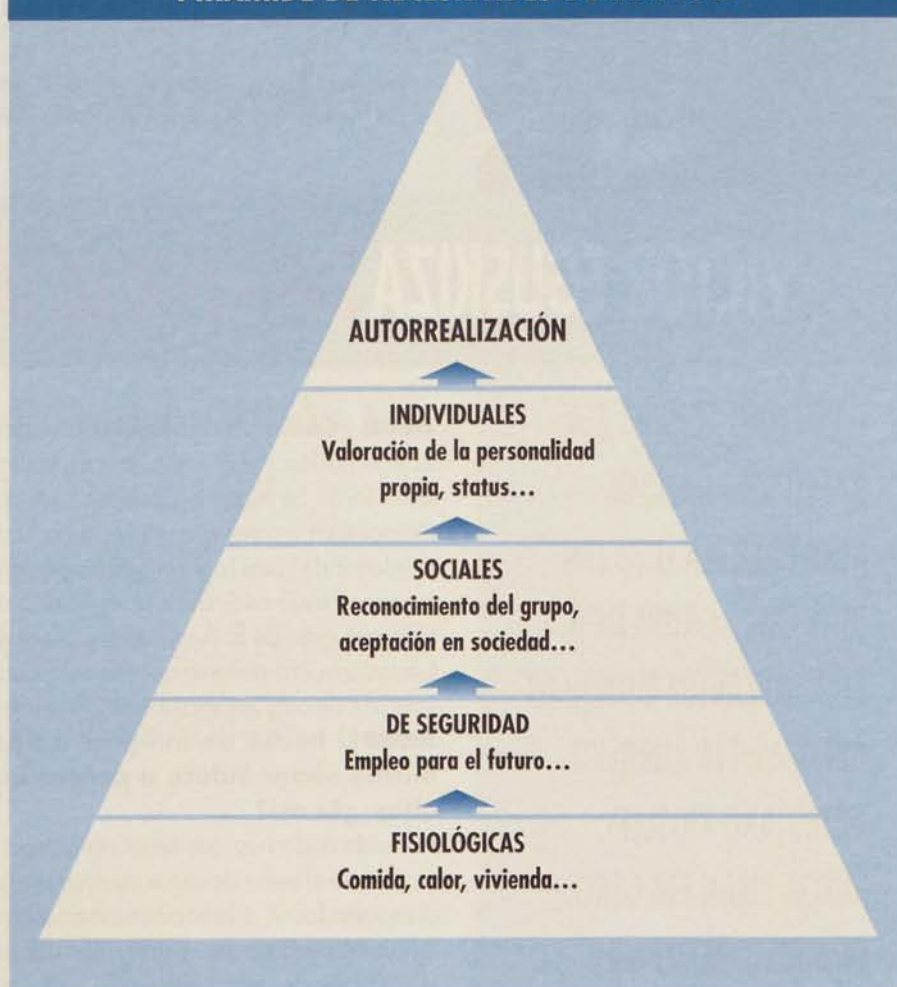 AUTORREALIZACIÓN
INDIVIDUALES
Valoración de la personalidad
propia, status...
SOCIALES
Reconocimiento del grupo,
aceptación en sociedad...
DE SEGURIDAD
Empleo para el futuro...
FISIOLÓGICAS
Comida, calor, vivienda...